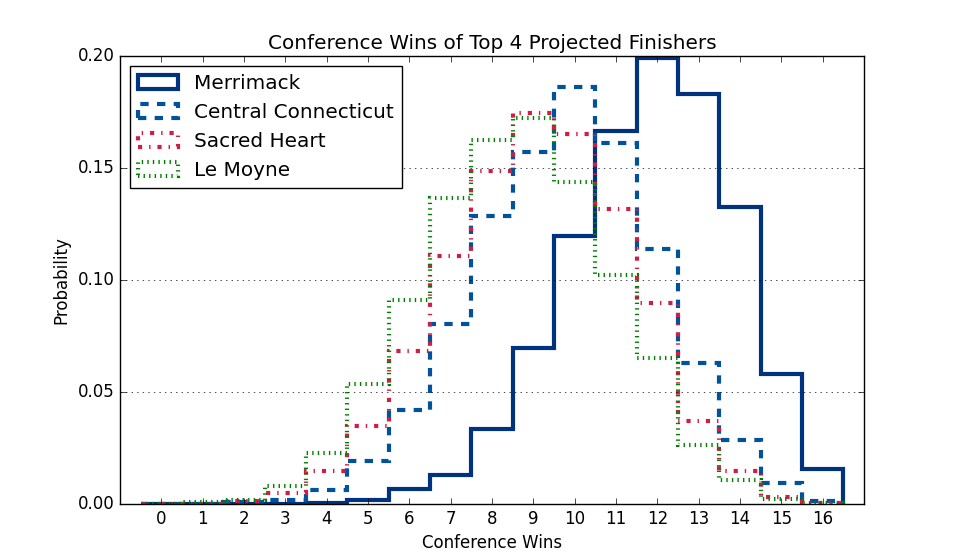 Conference Wins of Top 4 Projected Finishers
Merrimack
Central Connecticut
Sacred Heart
Le Moyne
Probability
0.20
0.15
0.10
0.05
0.00
0 1 2 3 4 5 6 7 8 9 10 11 12 13 14 15 16
Conference Wins